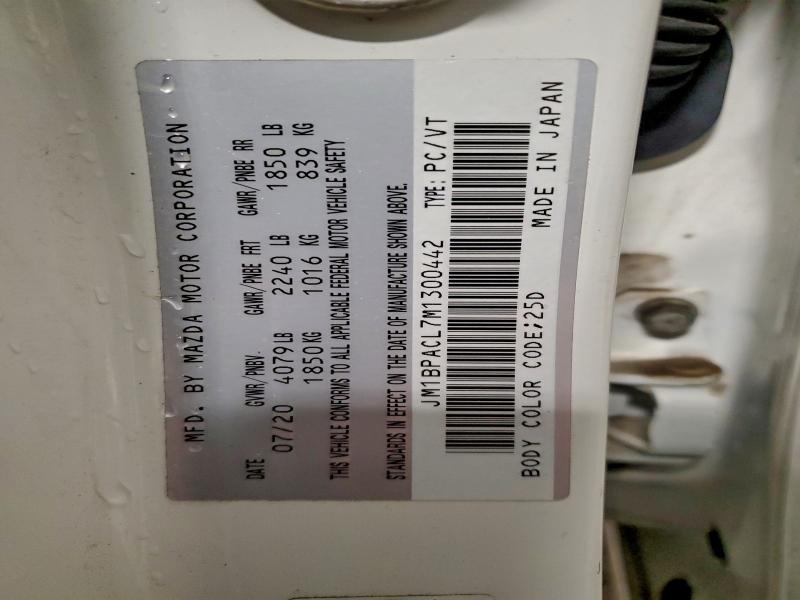 MFD. BY MAZDA MOTOR CORPORATION
DATE GVWR/PNBV. GAWR/PNBE FRT GAWR/PNBE RR
07/20 4079LB 2240 LB 1850 LB
1850KG 1016 KG 839 KG
THIS VEHICLE CONFORMS TO ALL APPLICABLE FEDERAL MOTOR VEHICLE SAFETY
STANDARDS IN EFFECT ON THE DATE OF MANUFACTURE SHOWN ABOVE.
JM1BPACL7M1300442 TYPE: PC/VT
BODY COLOR CODE;25D MADE IN JAPAN